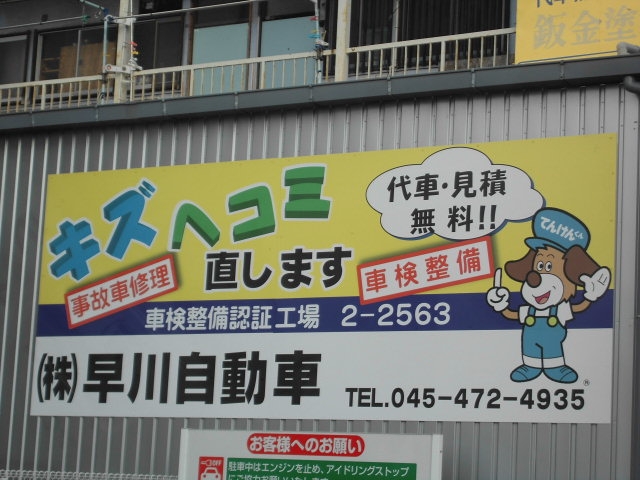 鈑金塗
キズヘコミ
代車・見積
無料!!
直します
事故車修理
車検整備
てんけんくん
車検整備認証工場 2-2563
(株)早川自動車
TEL.045-472-4935
お客様へのお願い
駐車中はエンジンを止め、アイドリングストップ